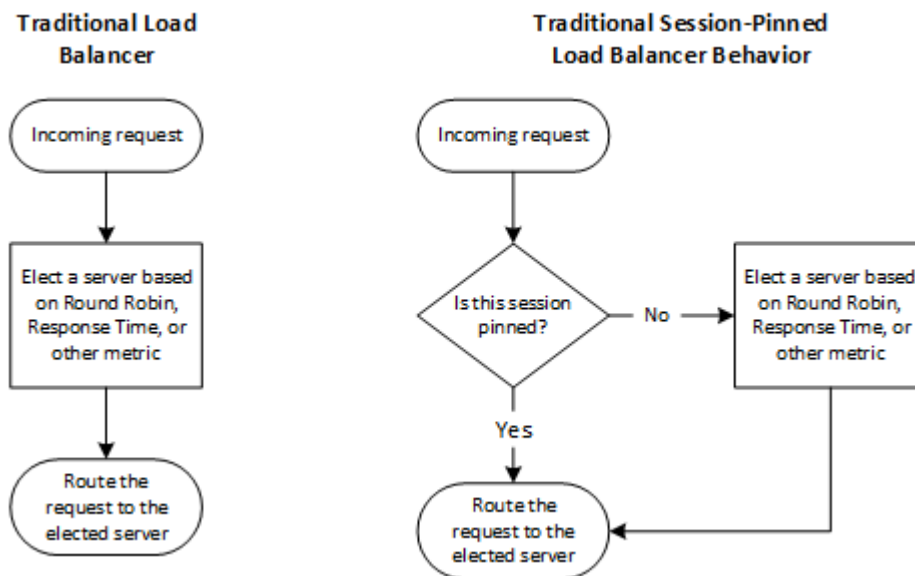 Traditional Load
Balancer
Incoming request
Elect a server based
on Round Robin,
Response Time, or
other metric
Route the
request to the
elected server
Traditional Session-Pinned
Load Balancer Behavior
Incoming request
Is this session
pinned?
No
Elect a server based
on Round Robin,
Response Time, or
other metric
Yes
Route the
request to the
elected server